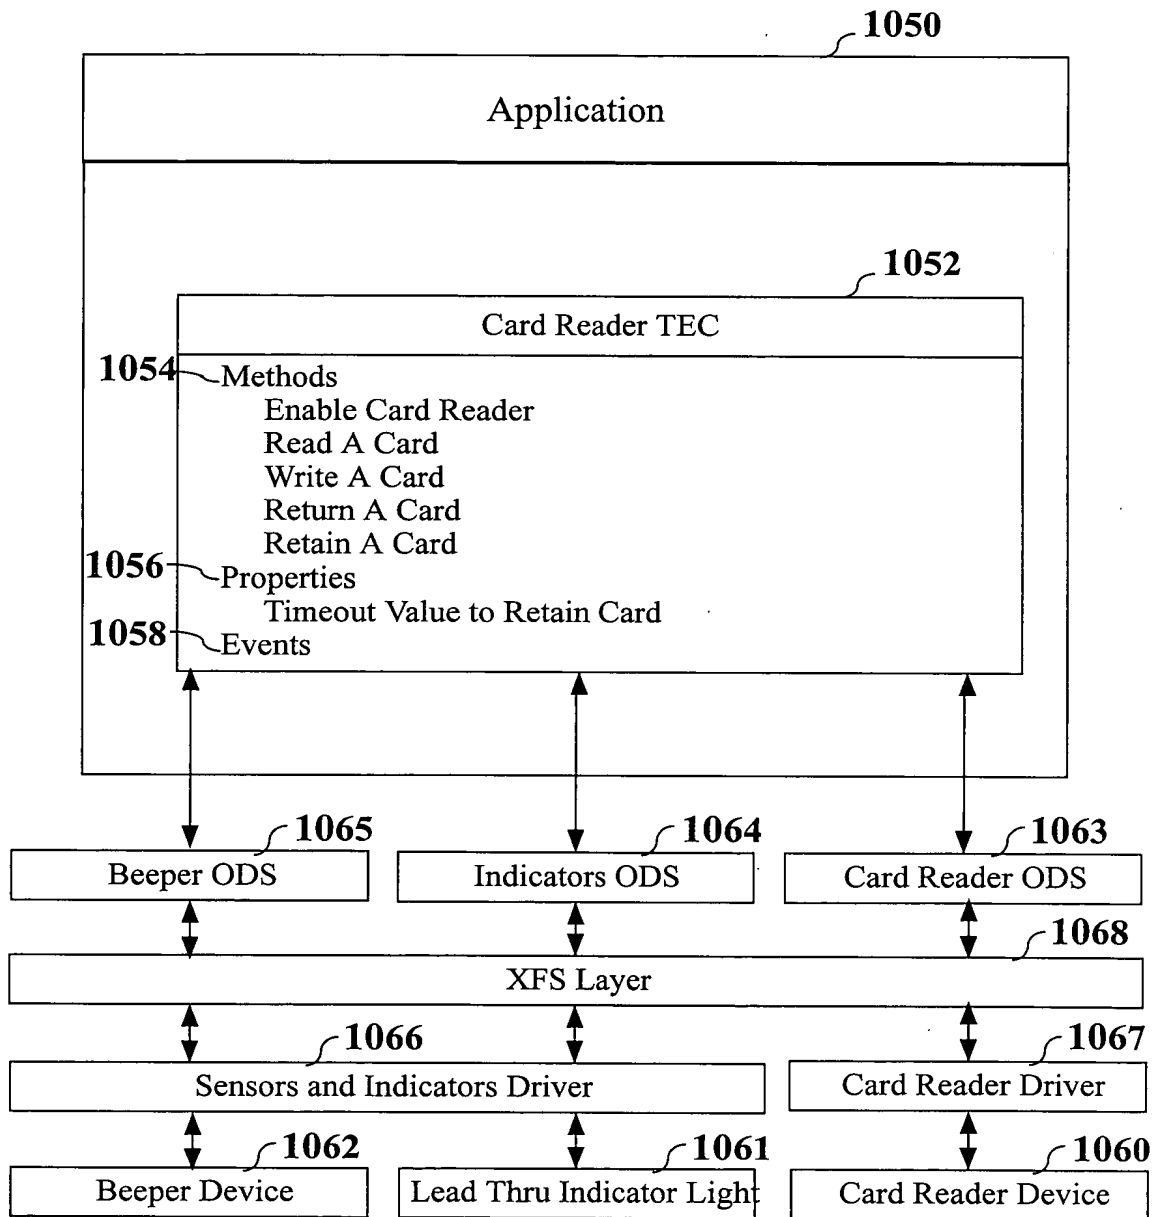 1050
Application
1052
Card Reader TEC
1054
Methods
Enable Card Reader
Read A Card
Write A Card
Return A Card
Retain A Card
1056
Properties
Timeout Value to Retain Card
1058
Events
1065
1064
1063
Beeper ODS
Indicators ODS
Card Reader ODS
1068
XFS Layer
1066
1067
Sensors and Indicators Driver
Card Reader Driver
1062
1061
1060
Beeper Device
Lead Thru Indicator Light
Card Reader Device